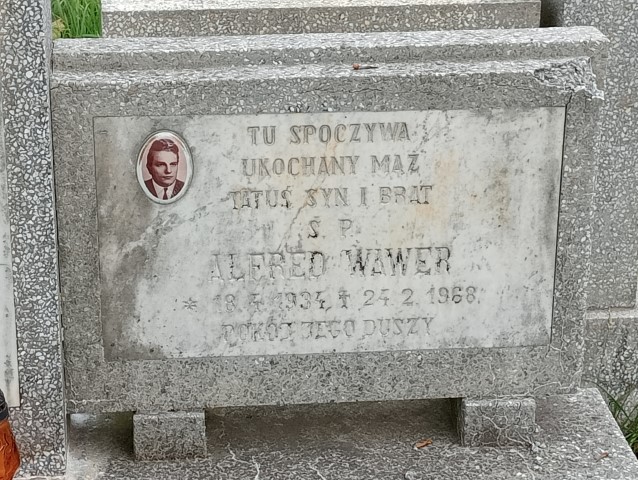 TU SPOCZYWA
UKOCHANY MĄŻ
TATUŚ SYN I BRAT
Ś. P.
ALFRED WAWER
* 18.4.1934 ✝ 24.2.1968.
POKÓJ JEGO DUSZY